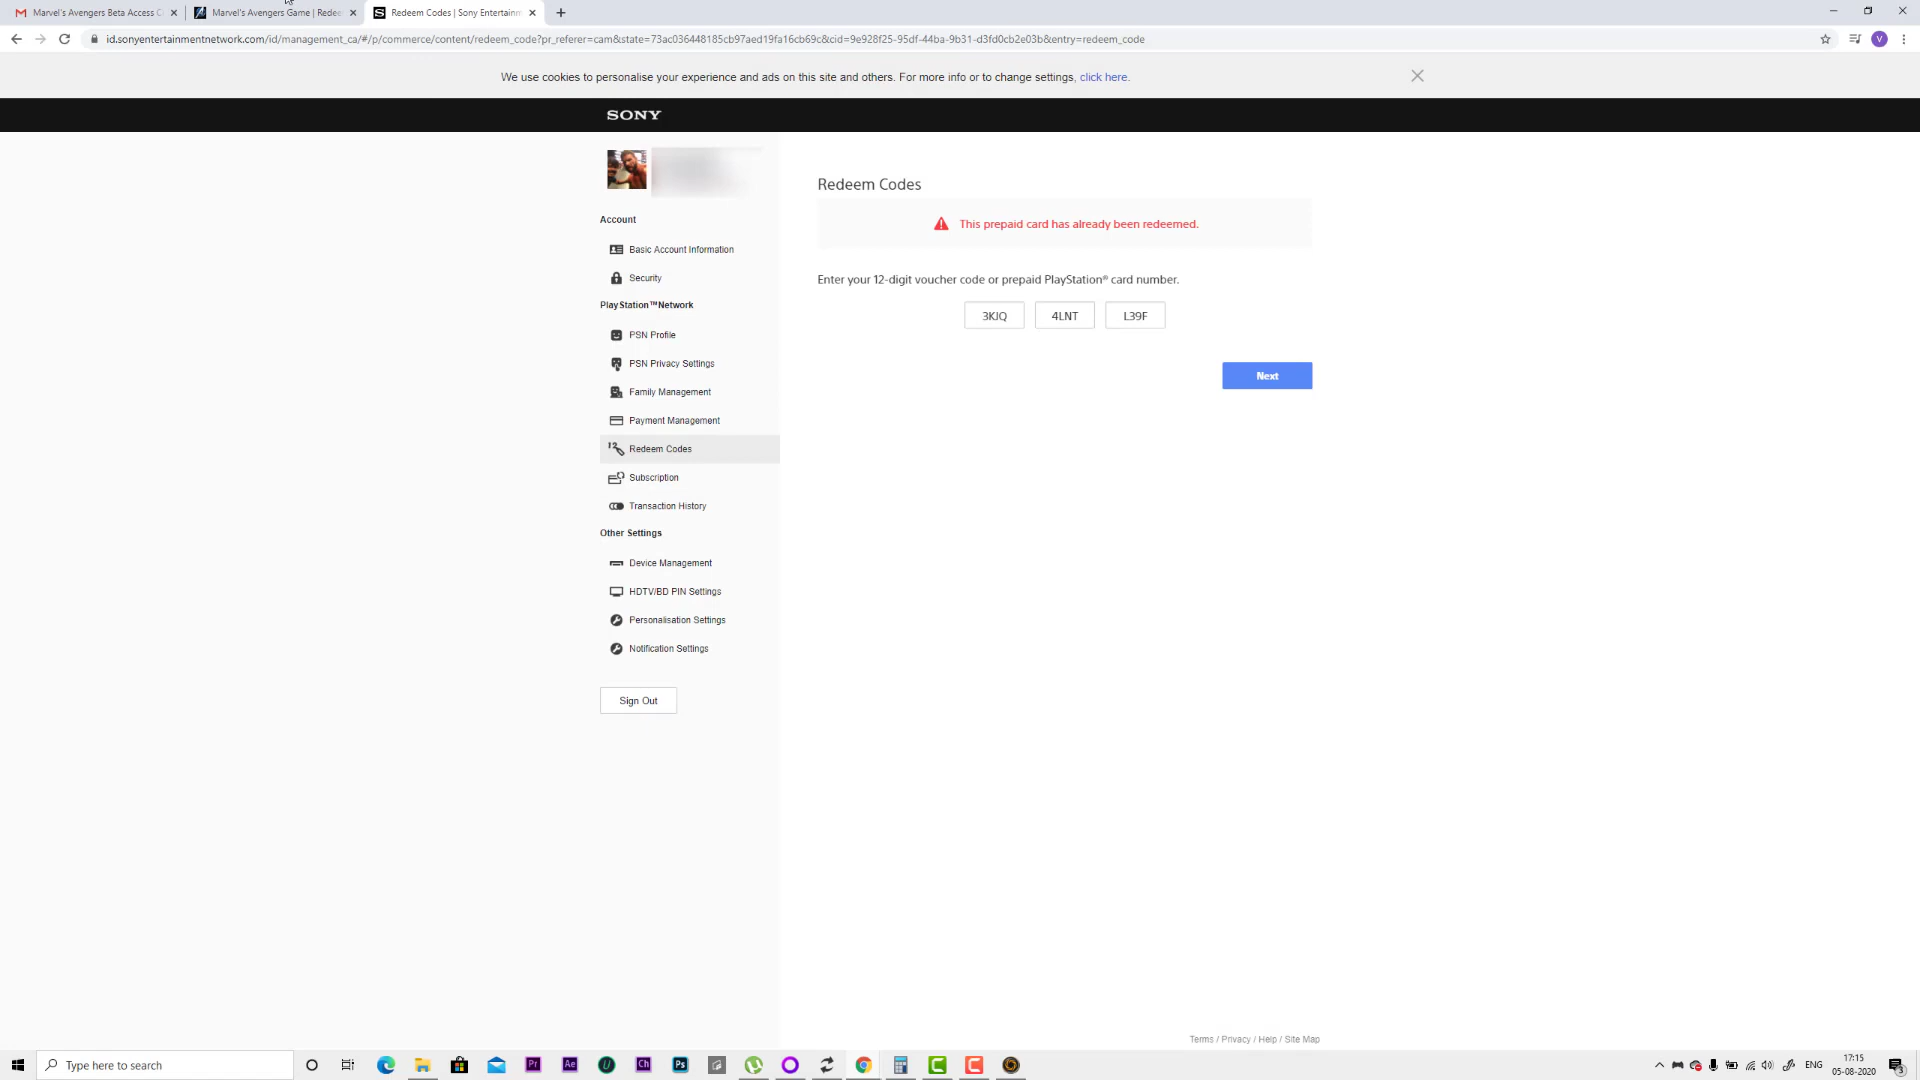 Marvel's Avengers Beta Access C
Marvel's Avengers Game | Redee
Redeem Codes | Sony Entertainm
id.sonyentertainmentnetwork.com/id/management_ca/#/p/commerce/content/redeem_code?pr_referer=cam&state=73ac036448185cb97aed19fa16cb69c&cid=9e928f25-95df-44ba-9b31-d3fd0cb2e03b&entry=redeem_code
V
We use cookies to personalise your experience and ads on this site and others. For more info or to change settings, click here.
SONY
Account
Basic Account Information
Security
PlayStation™Network
PSN Profile
PSN Privacy Settings
Family Management
Payment Management
Redeem Codes
Subscription
Transaction History
Other Settings
Device Management
HDTV/BD PIN Settings
Personalisation Settings
Notification Settings
Sign Out
Redeem Codes
This prepaid card has already been redeemed.
Enter your 12-digit voucher code or prepaid PlayStation® card number.
3KJQ 4LNT L39F
Next
Terms / Privacy / Help / Site Map
Type here to search
Pr Ae Ch Ps
ENG
17:15
05-08-2020
3